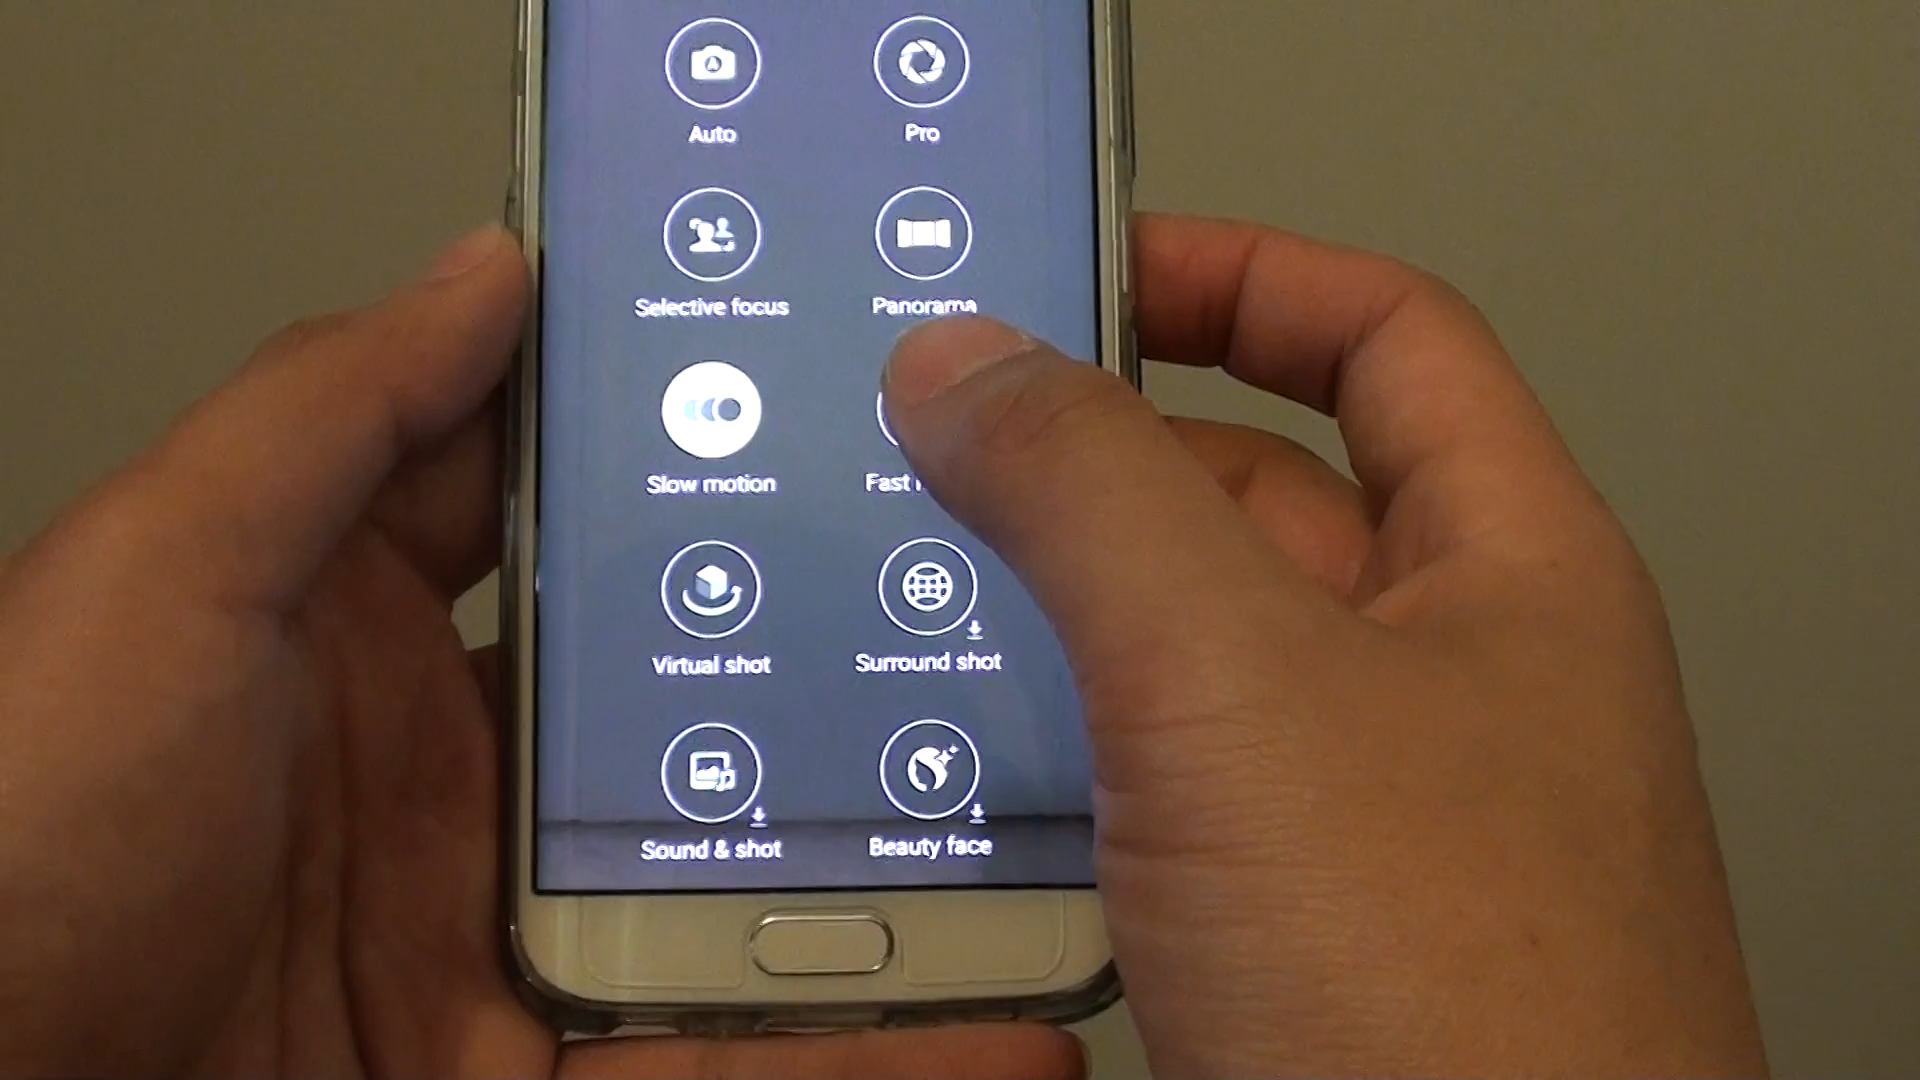 Auto
Pro
Selective focus
Panorama
Slow motion
Fast
Virtual shot
Surround shot
Sound & shot
Beauty face